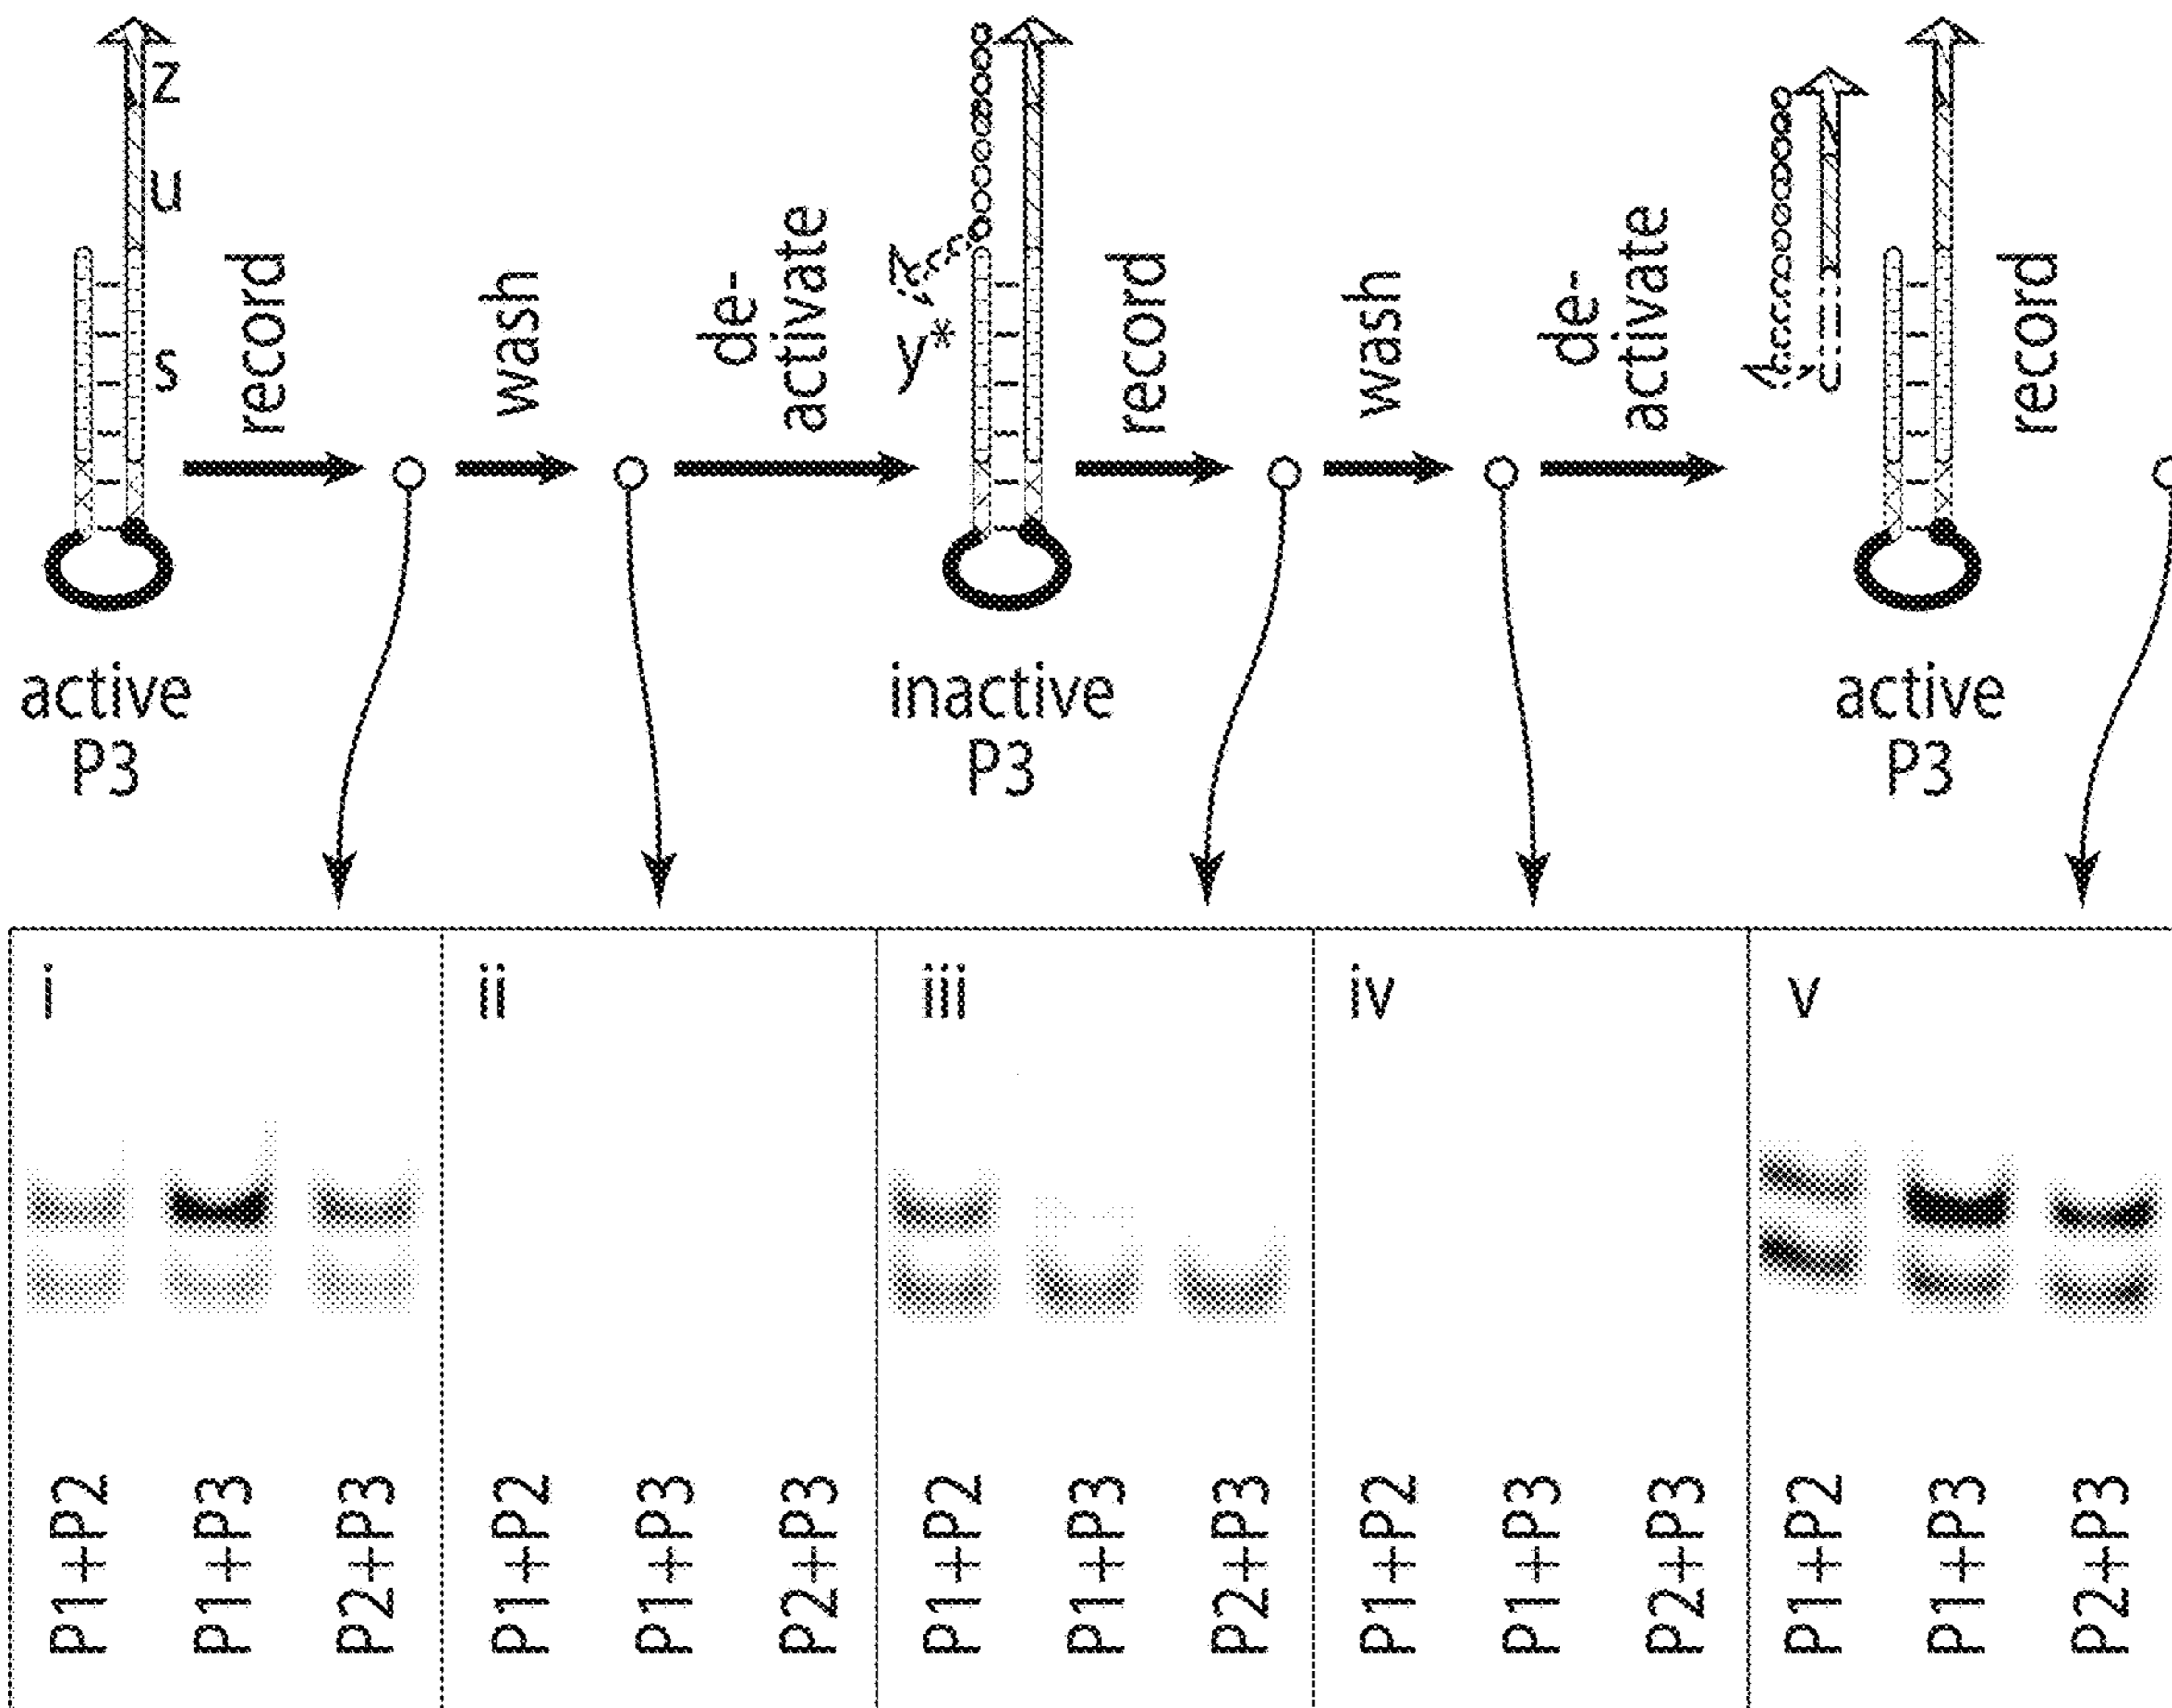 z
u
s
record
wash
de-
activate
y*
record
wash
de-
activate
record
active
P3
inactive
P3
active
P3
i
ii
iii
iv
v
P1+P2
P1+P3
P2+P3
P1+P2
P1+P3
P2+P3
P1+P2
P1+P3
P2+P3
P1+P2
P1+P3
P2+P3
P1+P2
P1+P3
P2+P3